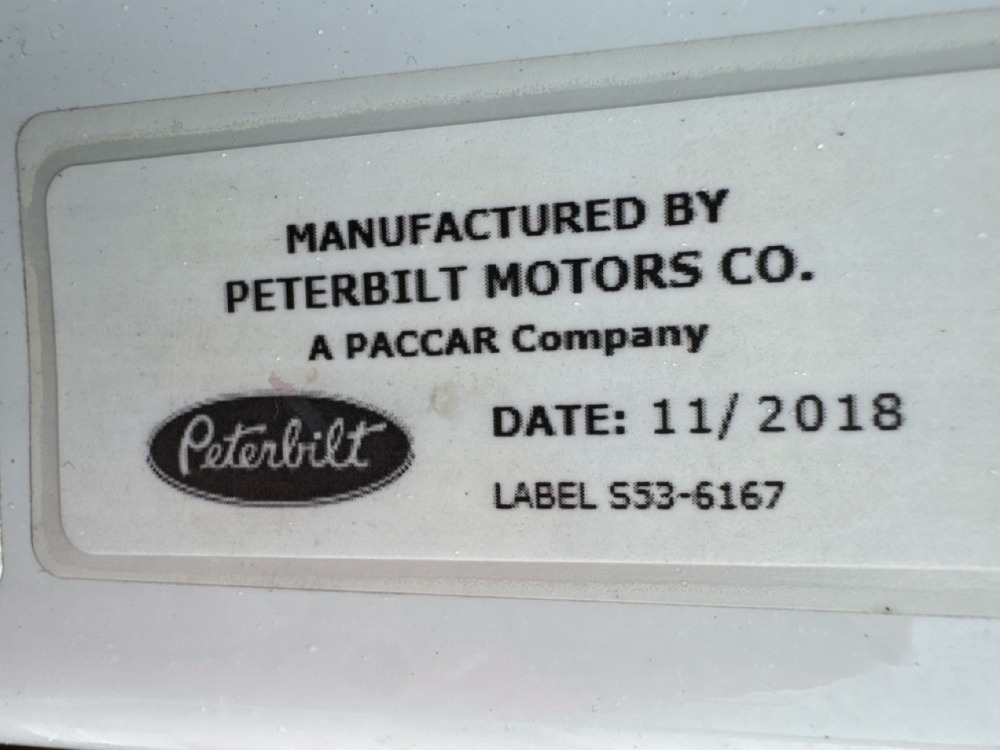 MANUFACTURED BY
PETERBILT MOTORS CO.
A PACCAR Company
Peterbilt
DATE: 11/ 2018
LABEL S53-6167